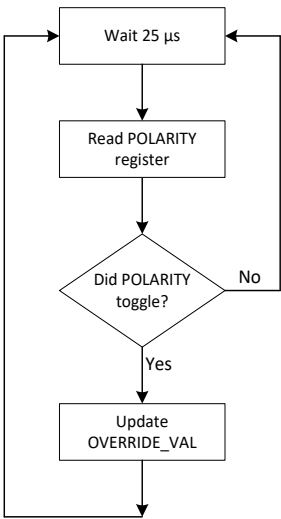 Wait 25 µs
Read POLARITY
register
Did POLARITY
toggle?
No
Yes
Update
OVERRIDE_VAL